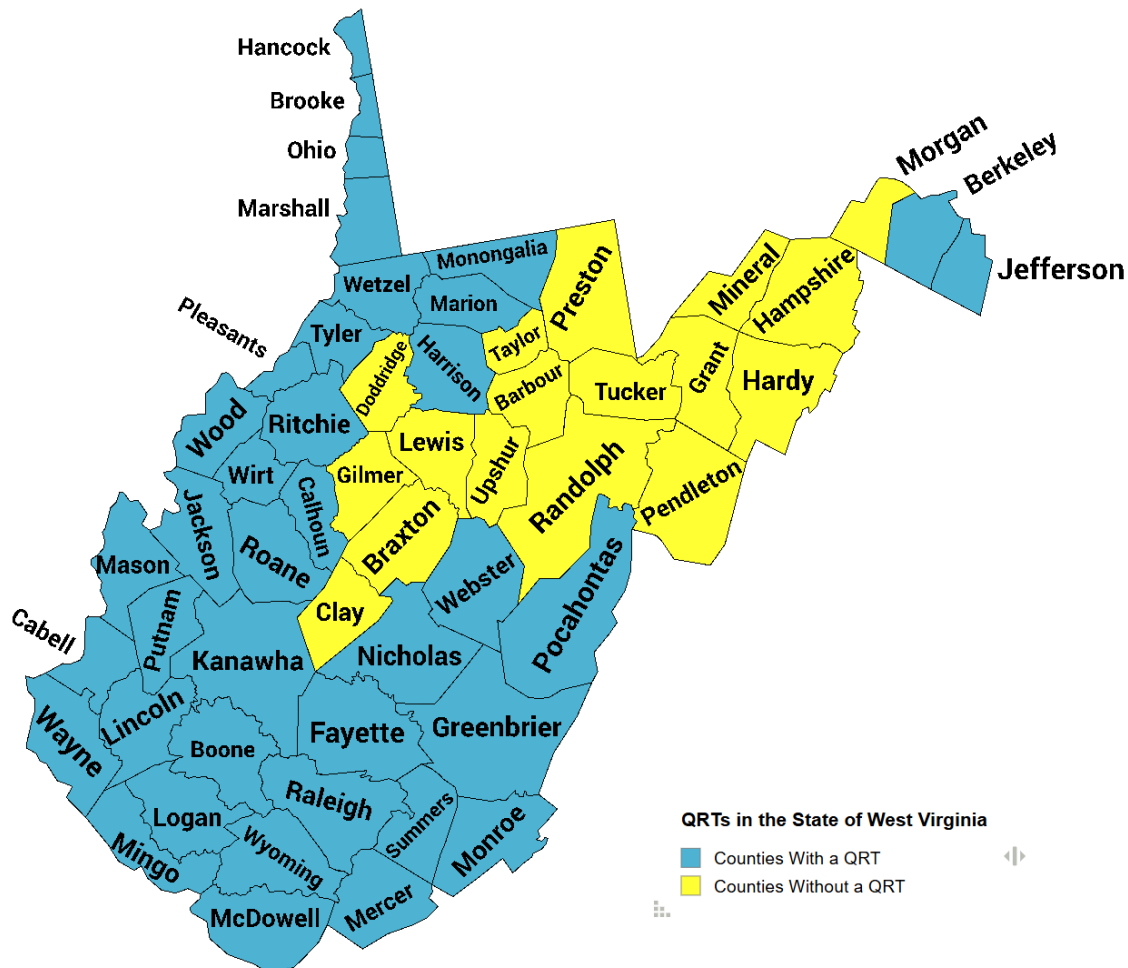 Hancock
Brooke
Ohio
Marshall
Morgan
Berkeley
Jefferson
Monongalia
Wetzel
Marion
Preston
Mineral
Hampshire
Pleasants
Tyler
Doddridge
Harrison
Taylor
Barbour
Tucker
Grant
Hardy
Wood
Ritchie
Lewis
Gilmer
Upshur
Randolph
Pendleton
Wirt
Calhoun
Jackson
Roane
Braxton
Webster
Pocahontas
Mason
Clay
Cabell
Putnam
Kanawha
Nicholas
Lincoln
Wayne
Boone
Fayette
Greenbrier
Raleigh
Logan
Mingo
Wyoming
Summers
Monroe
McDowell
Mercer
QRTs in the State of West Virginia
Counties With a QRT
Counties Without a QRT